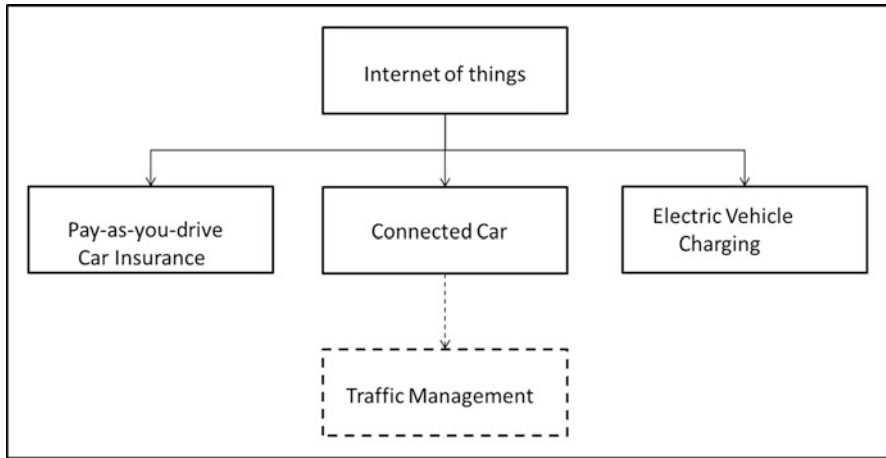 Internet of things
Pay-as-you-drive
Car Insurance
Connected Car
Electric Vehicle
Charging
Traffic Management